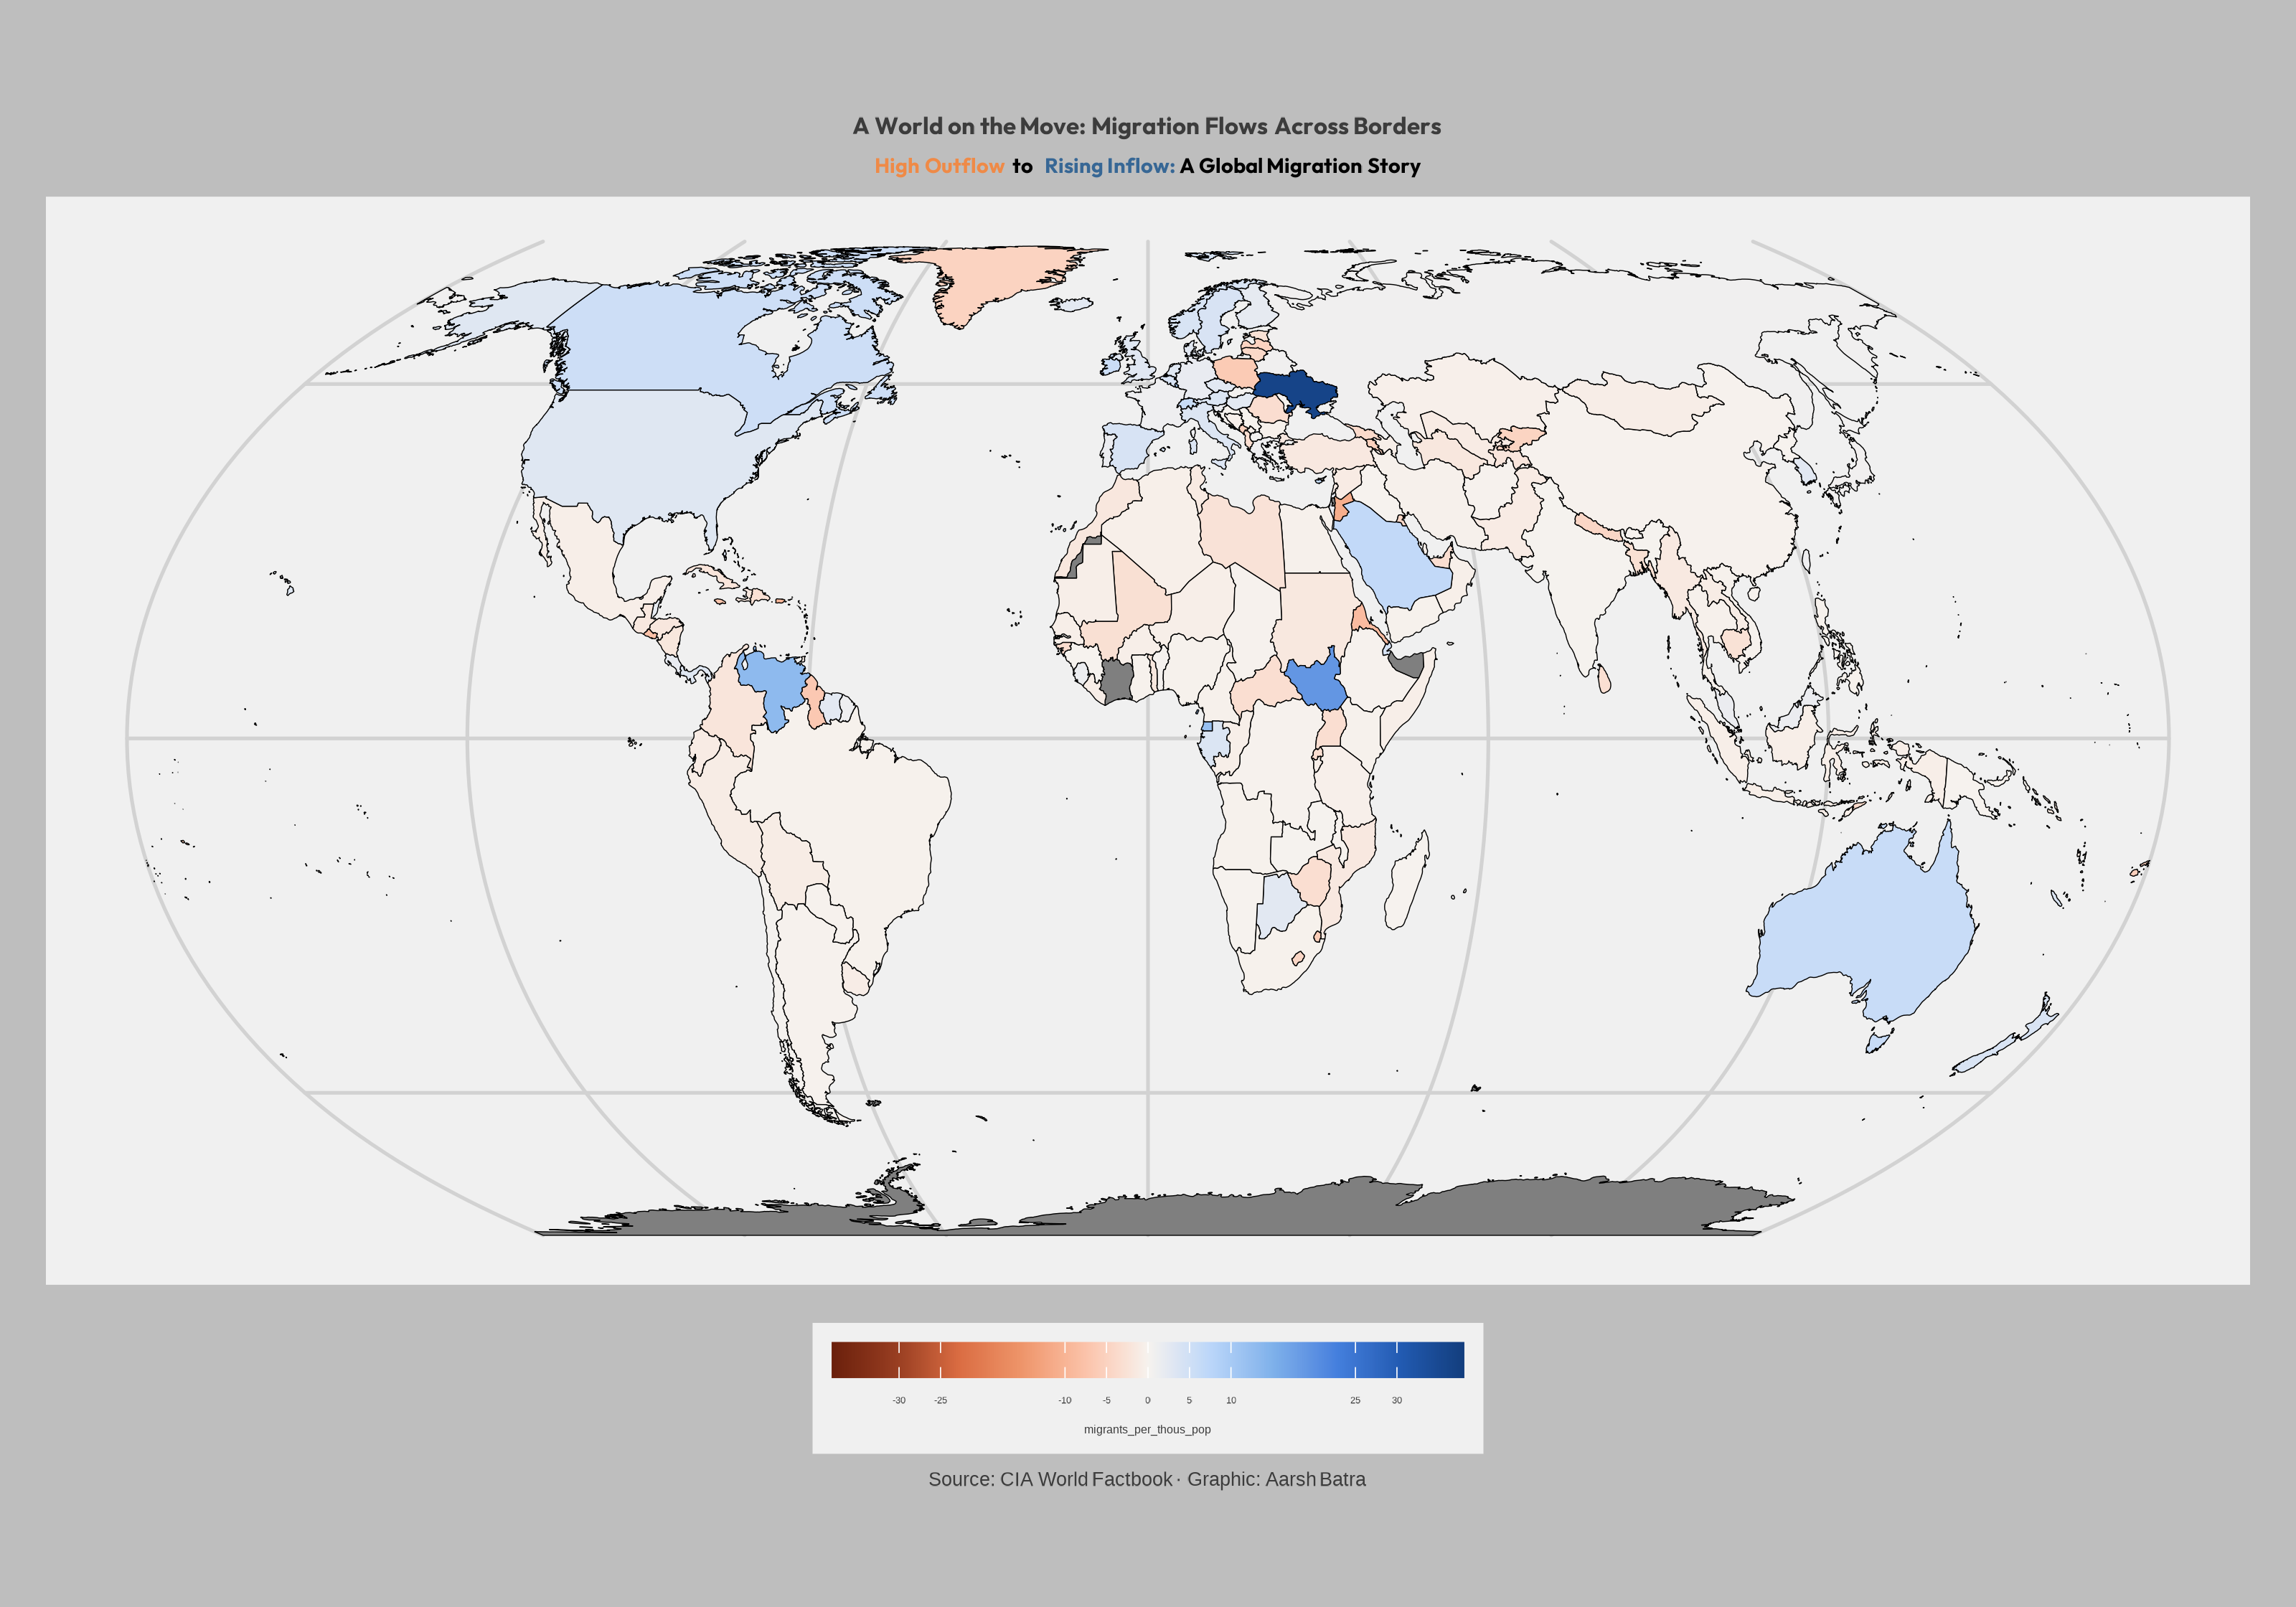 A World on the Move: Migration Flows Across Borders
High Outflow to Rising Inflow: A Global Migration Story
-30 -25 -10 -5 0 5 10 25 30
migrants_per_thous_pop
Source: CIA World Factbook · Graphic: Aarsh Batra